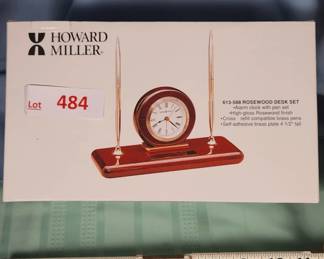 HOWARD
MILLER®
Lot 484
613-588 ROSEWOOD DESK SET
•Alarm clock with pen set
•High-gloss Rosewood finish
•Cross refill compatible brass pens
•Self-adhesive brass plate 4 1/2" tall